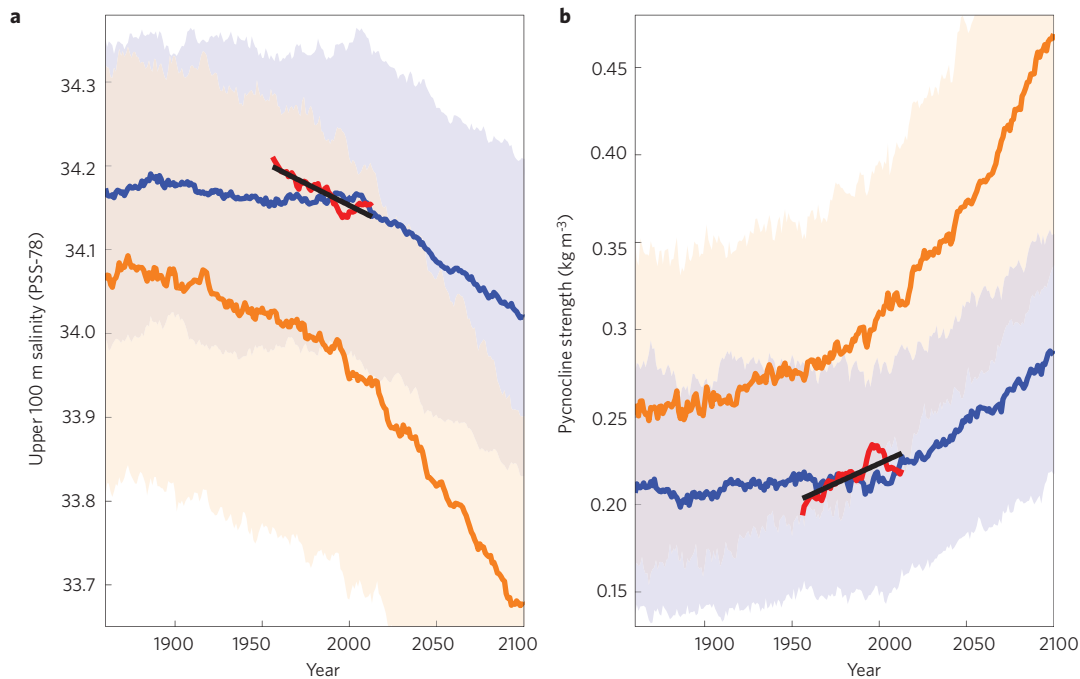 a
Upper 100 m salinity (PSS-78)
34.3
34.2
34.1
34.0
33.9
33.8
33.7
1900 1950 2000 2050 2100
Year
b
Pycnocline strength (kg m⁻³)
0.45
0.40
0.35
0.3
0.25
0.20
0.15
1900 1950 2000 2050 2100
Year